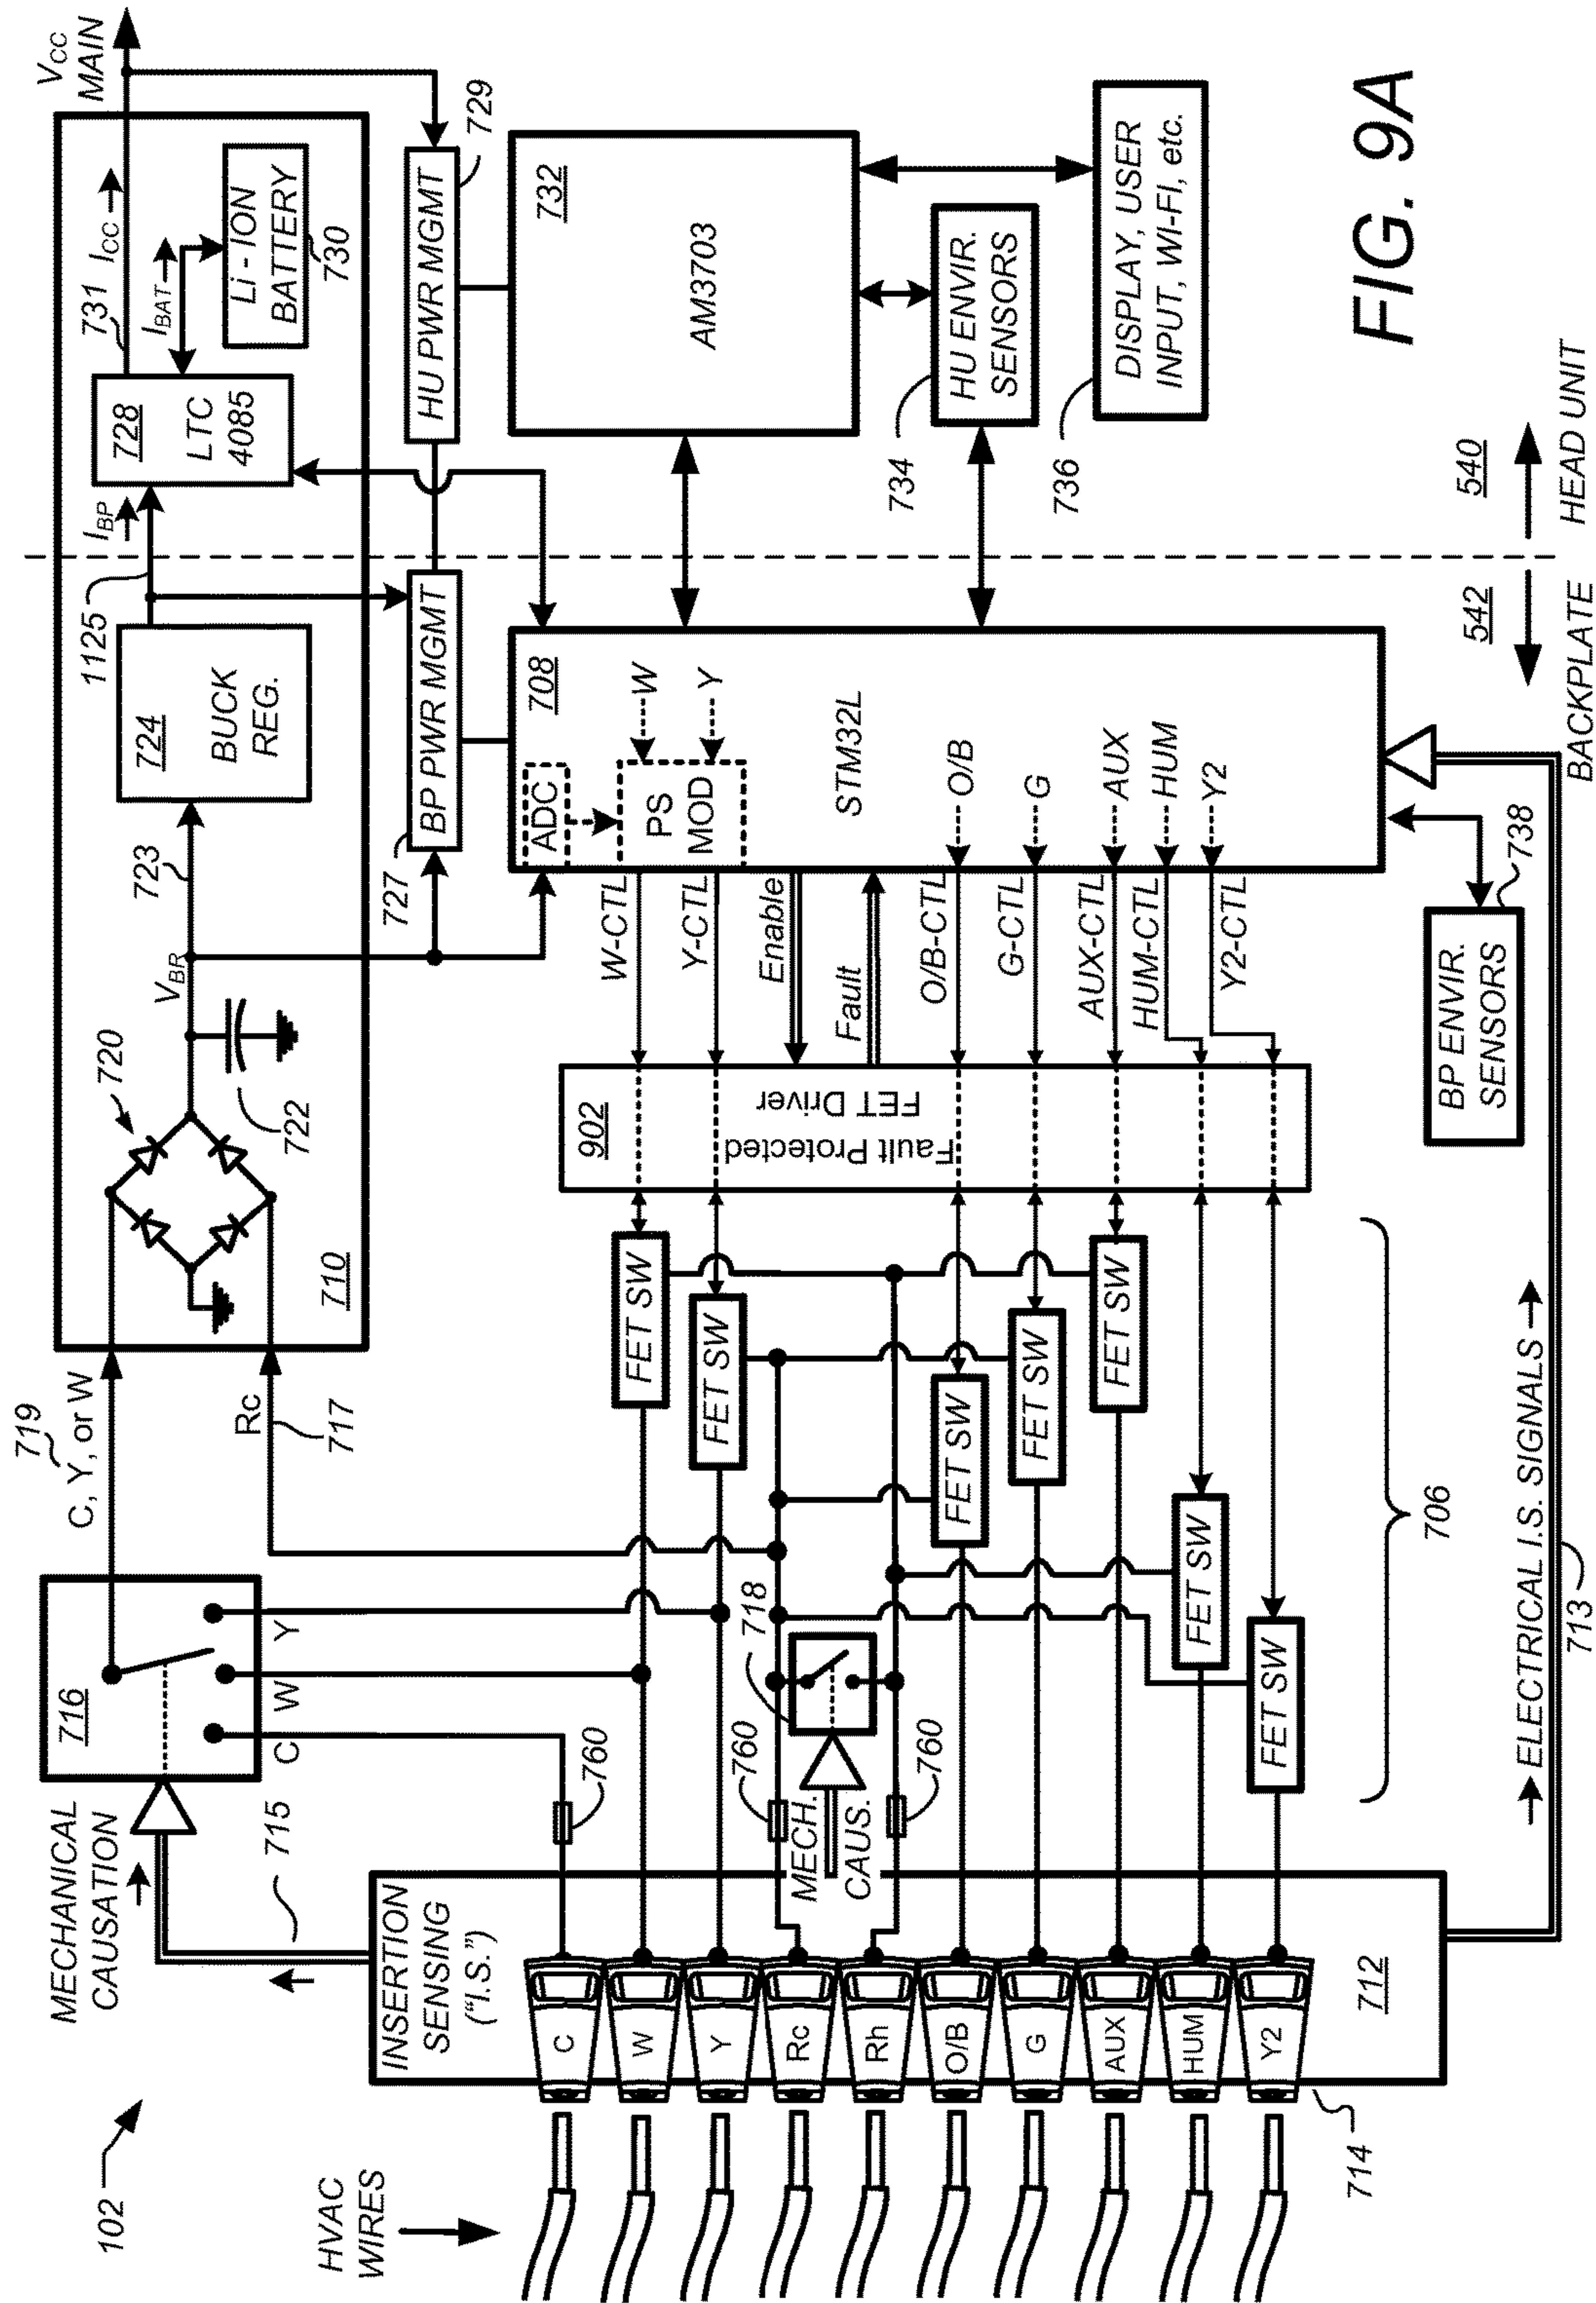 102
HVAC
WIRES
MECHANICAL
CAUSATION
715
716
C
W
Y
719
C, Y, or W
Rc
717
710
720
722
VBR
723
724
BUCK
REG.
1125
IBP
728
LTC
4085
731
ICC
IBAT
Li - ION
BATTERY
730
VCC
MAIN
727
BP PWR MGMT
HU PWR MGMT
729
INSERTION
SENSING
("I.S.")
C
W
Y
Rc
Rh
O/B
G
AUX
HUM
Y2
712
714
760
760
760
MECH.
CAUS.
718
FET SW
FET SW
FET SW
FET SW
FET SW
FET SW
FET SW
706
902
Fault Protected
FET Driver
W-CTL
Y-CTL
Enable
Fault
O/B-CTL
G-CTL
AUX-CTL
HUM-CTL
Y2-CTL
ADC
708
PS
MOD
W
Y
STM32L
O/B
G
AUX
HUM
Y2
732
AM3703
734
HU ENVIR.
SENSORS
736
DISPLAY, USER
INPUT, WI-FI, etc.
BP ENVIR.
SENSORS
738
ELECTRICAL I.S. SIGNALS
713
542
BACKPLATE
540
HEAD UNIT
FIG. 9A